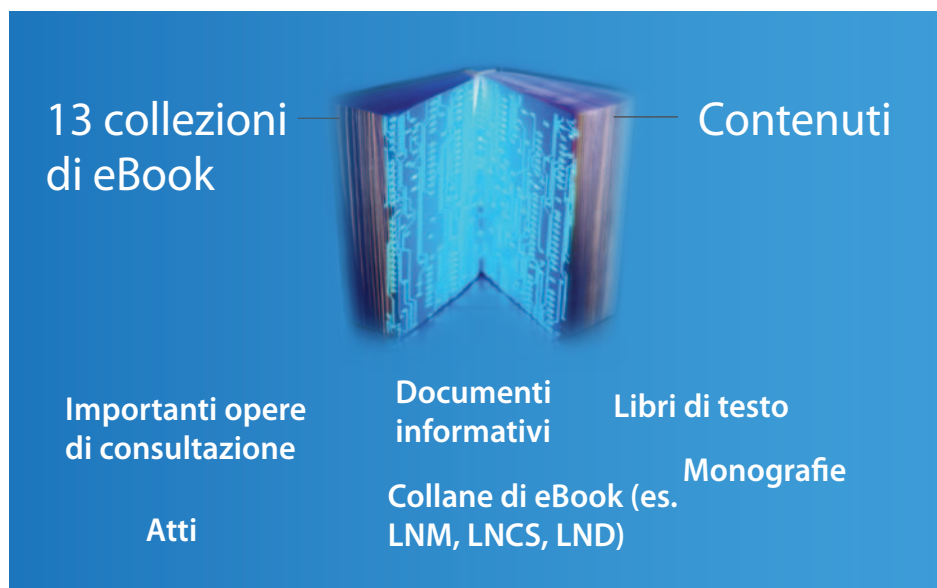 13 collezioni
di eBook
Contenuti
Importanti opere
di consultazione
Documenti
informativi
Libri di testo
Monografie
Collane di eBook (es.
LNM, LNCS, LND)
Atti